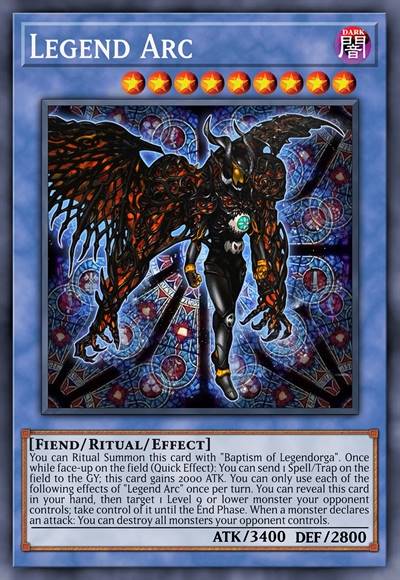 Legend Arc
DARK
闇
[Fiend/Ritual/Effect]
You can Ritual Summon this card with "Baptism of Legendorga". Once
while face-up on the field (Quick Effect): You can send 1 Spell/Trap on
the field to the GY; this card gains 2000 ATK. You can only use each of the
following effects of "Legend Arc" once per turn. You can reveal this card
in your hand, then target 1 Level 9 or lower monster your opponent
controls; take control of it until the End Phase. When a monster declares
an attack: You can destroy all monsters your opponent controls.
ATK/3400 DEF/2800